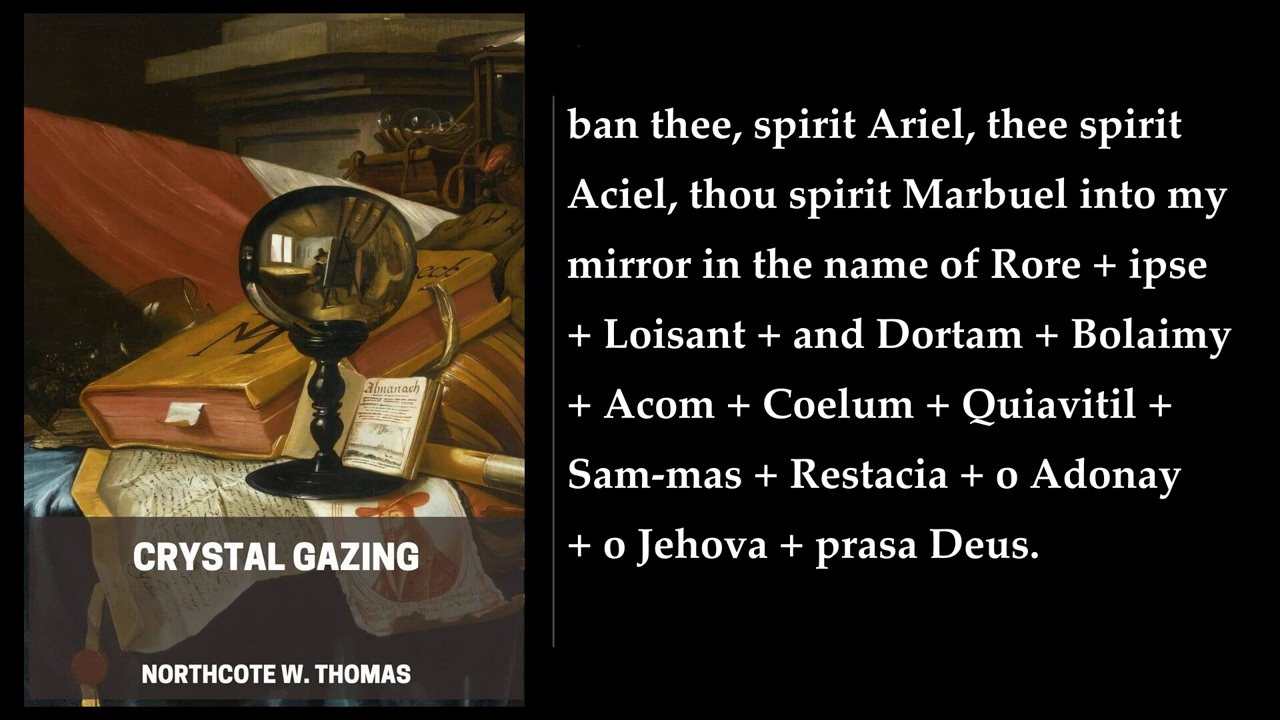 CRYSTAL GAZING
NORTHCOTE W. THOMAS
M
Almanach
ban thee, spirit Ariel, thee spirit
Aciel, thou spirit Marbuel into my
mirror in the name of Rore + ipse
+ Loisant + and Dortam + Bolaimy
+ Acom + Coelum + Quiavitil +
Sam-mas + Restacia + o Adonay
+ o Jehova + prasa Deus.